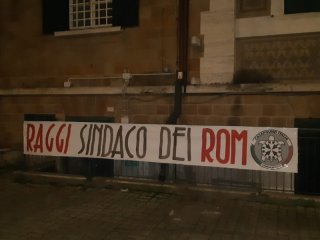 RAGGI SINDACO DEI ROM